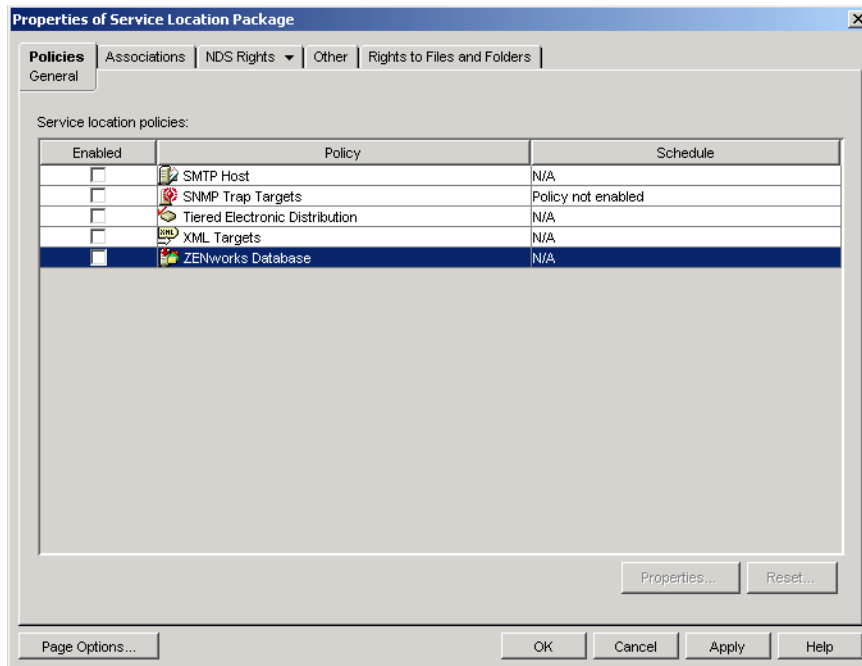 Properties of Service Location Package
Policies Associations NDS Rights Other Rights to Files and Folders
General
Service location policies:
Enabled Policy Schedule
SMTP Host N/A
SNMP Trap Targets Policy not enabled
Tiered Electronic Distribution N/A
XML XML Targets N/A
ZENworks Database N/A
Properties... Reset...
Page Options... OK Cancel Apply Help